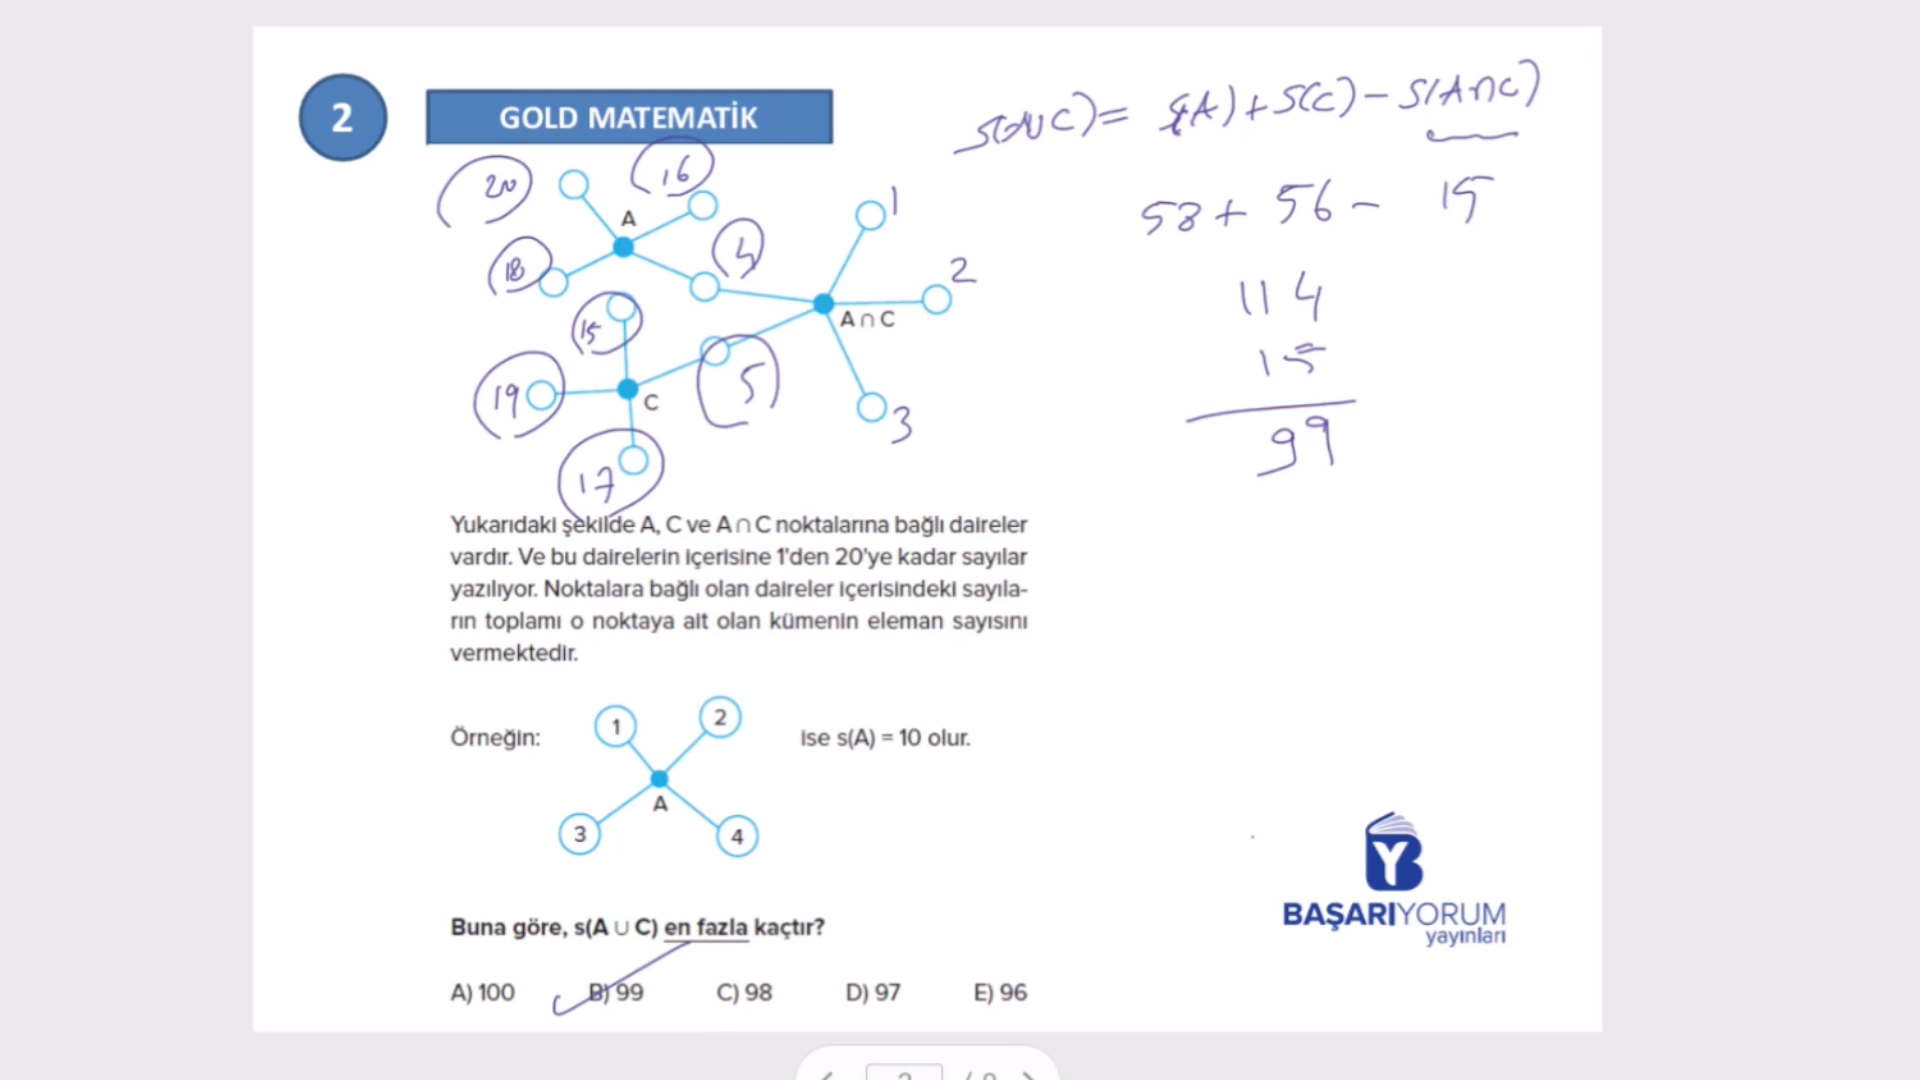 2
GOLD MATEMATİK
s(A∪C) = s(A) + s(C) - s(A∩C)
58 + 56 - 15
114
15
99
20
16
A
18
4
1
2
A∩C
15
5
19
C
3
17
Yukarıdaki şekilde A, C ve A∩C noktalarına bağlı daireler
vardır. Ve bu dairelerin içerisine 1'den 20'ye kadar sayılar
yazılıyor. Noktalara bağlı olan daireler içerisindeki sayıla-
rın toplamı o noktaya ait olan kümenin eleman sayısını
vermektedir.
Örneğin:
1
2
A
3
4
ise s(A) = 10 olur.
Buna göre, s(A ∪ C) en fazla kaçtır?
A) 100 B) 99 C) 98 D) 97 E) 96
BAŞARIYORUM
yayınları